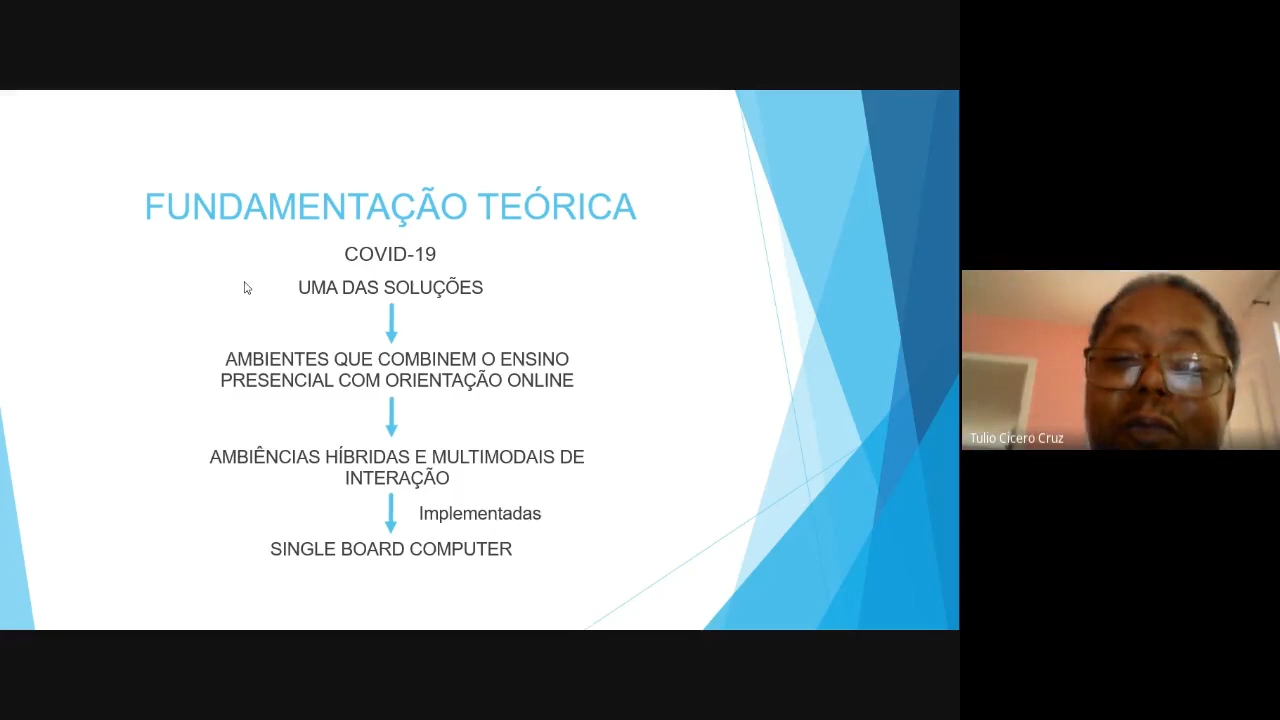 FUNDAMENTAÇÃO TEÓRICA
COVID-19
UMA DAS SOLUÇÕES
AMBIENTES QUE COMBINEM O ENSINO
PRESENCIAL COM ORIENTAÇÃO ONLINE
AMBIÊNCIAS HÍBRIDAS E MULTIMODAIS DE
INTERAÇÃO
Implementadas
SINGLE BOARD COMPUTER
Tulio Cicero Cruz